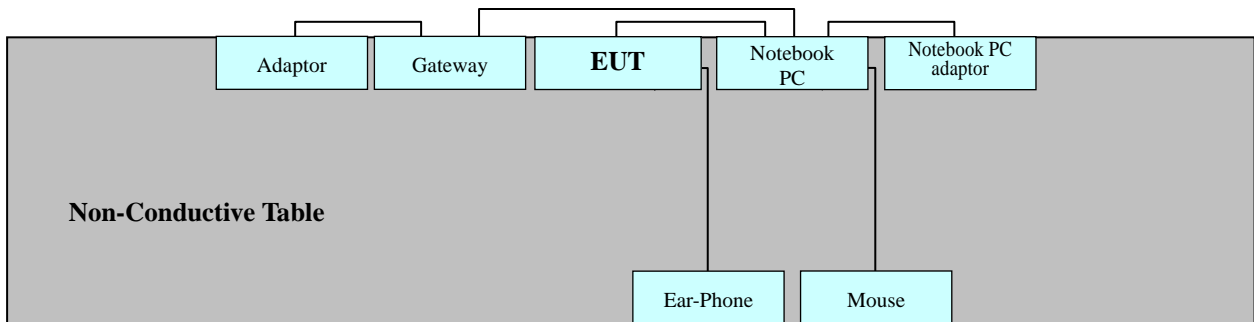 Adaptor
Gateway
EUT
Notebook
PC
Notebook PC
adaptor
Non-Conductive Table
Ear-Phone
Mouse